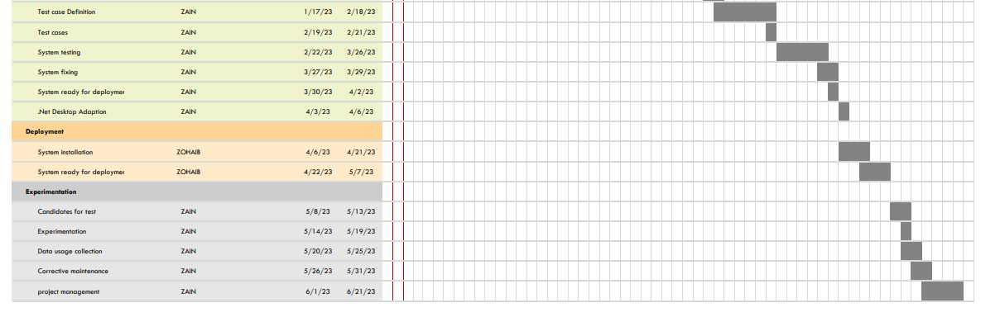 Test case Definition ZAIN 1/17/23 2/18/23
Test cases ZAIN 2/19/23 2/21/23
System testing ZAIN 2/22/23 3/26/23
System fixing ZAIN 3/27/23 3/29/23
System ready for deploymer ZAIN 3/30/23 4/2/23
.Net Desktop Adaption ZAIN 4/3/23 4/6/23
Deployment
System installation ZOHAIB 4/6/23 4/21/23
System ready for deploymer ZOHAIB 4/22/23 5/7/23
Experimentation
Candidates for test ZAIN 5/8/23 5/13/23
Experimentation ZAIN 5/14/23 5/19/23
Data usage collection ZAIN 5/20/23 5/25/23
Corrective maintenance ZAIN 5/26/23 5/31/23
project management ZAIN 6/1/23 6/21/23